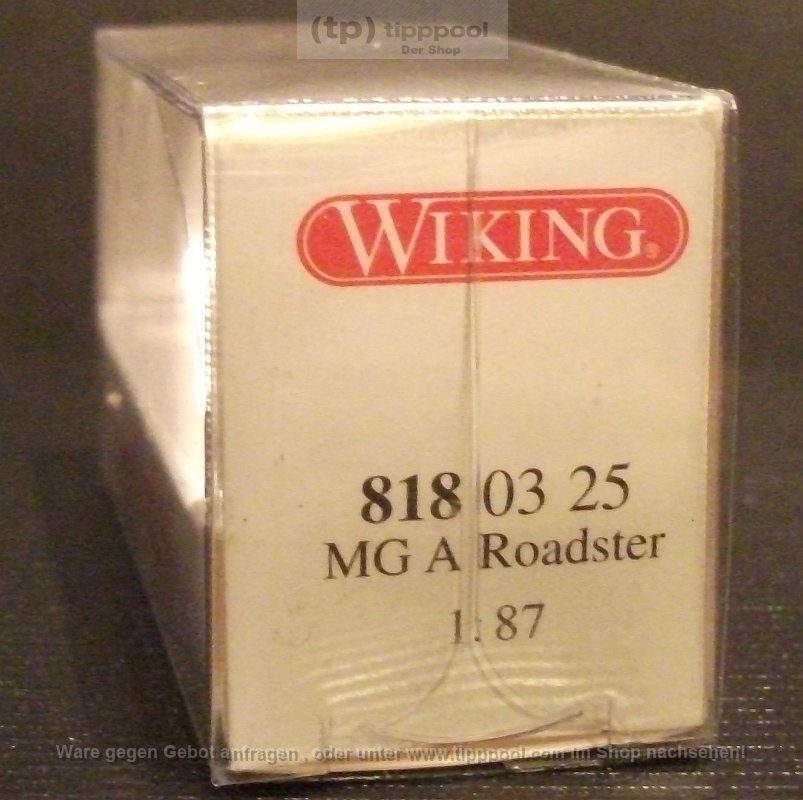 (tp) tipppool
Der Shop
WIKING®
818 03 25
MG A Roadster
1:87
Ware gegen Gebot anfragen , oder unter www.tipppool.com im Shop nachsehen!